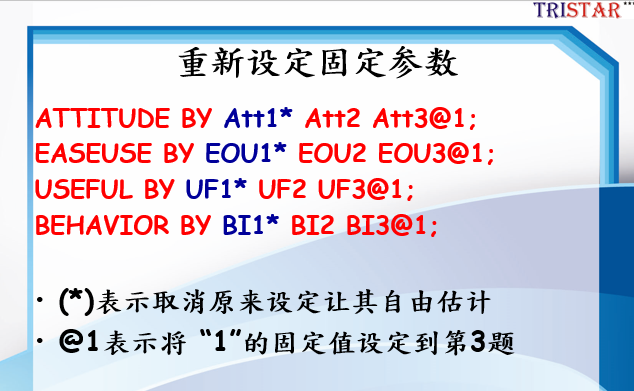 TRISTAR
重新设定固定参数
ATTITUDE BY Att1* Att2 Att3@1;
EASEUSE BY EOU1* EOU2 EOU3@1;
USEFUL BY UF1* UF2 UF3@1;
BEHAVIOR BY BI1* BI2 BI3@1;
• (*)表示取消原来设定让其自由估计
• @1表示将 “1”的固定值设定到第3题